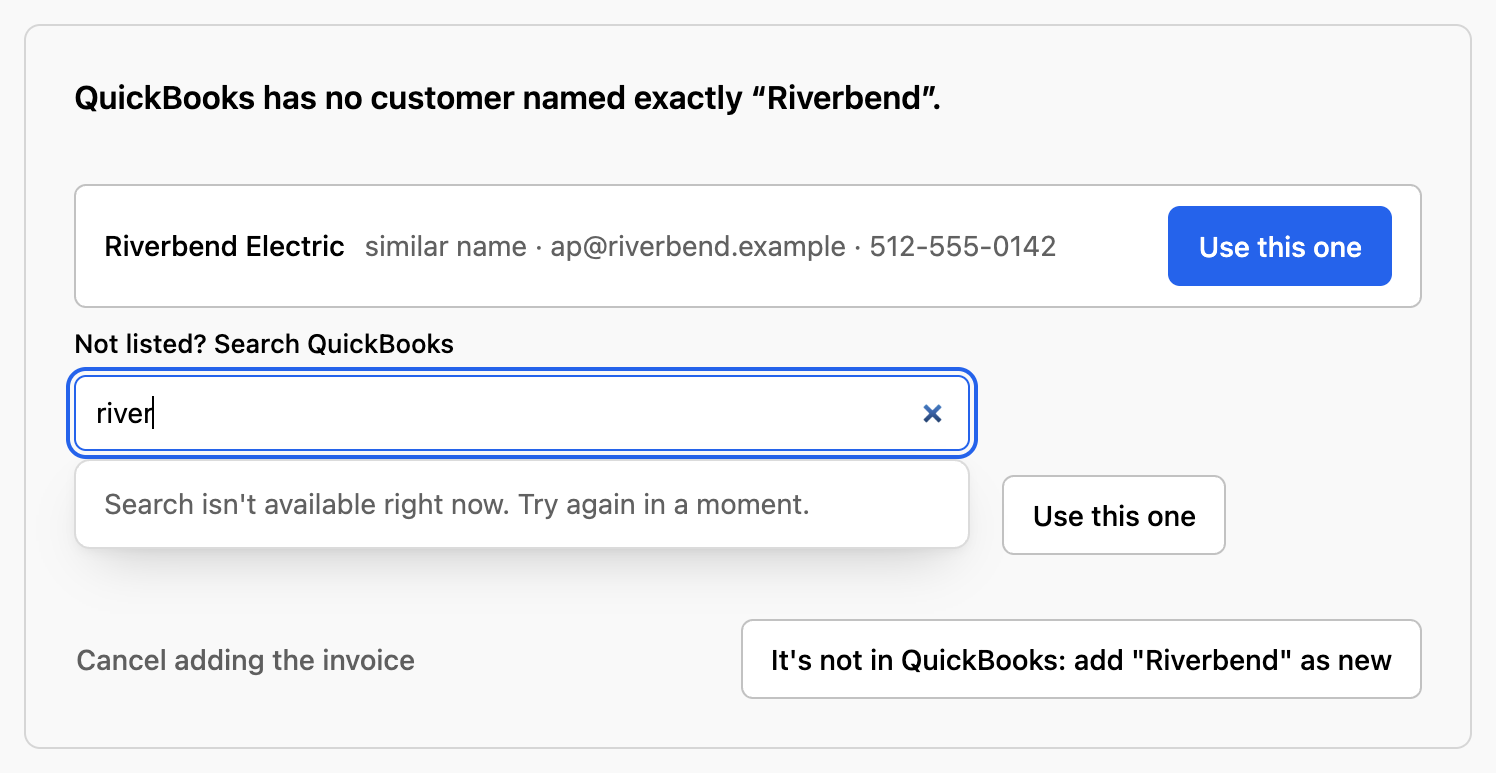 QuickBooks has no customer named exactly “Riverbend”.
Riverbend Electric similar name · ap@riverbend.example · 512-555-0142 Use this one
Not listed? Search QuickBooks
river
Search isn't available right now. Try again in a moment.
Use this one
Cancel adding the invoice
It's not in QuickBooks: add "Riverbend" as new